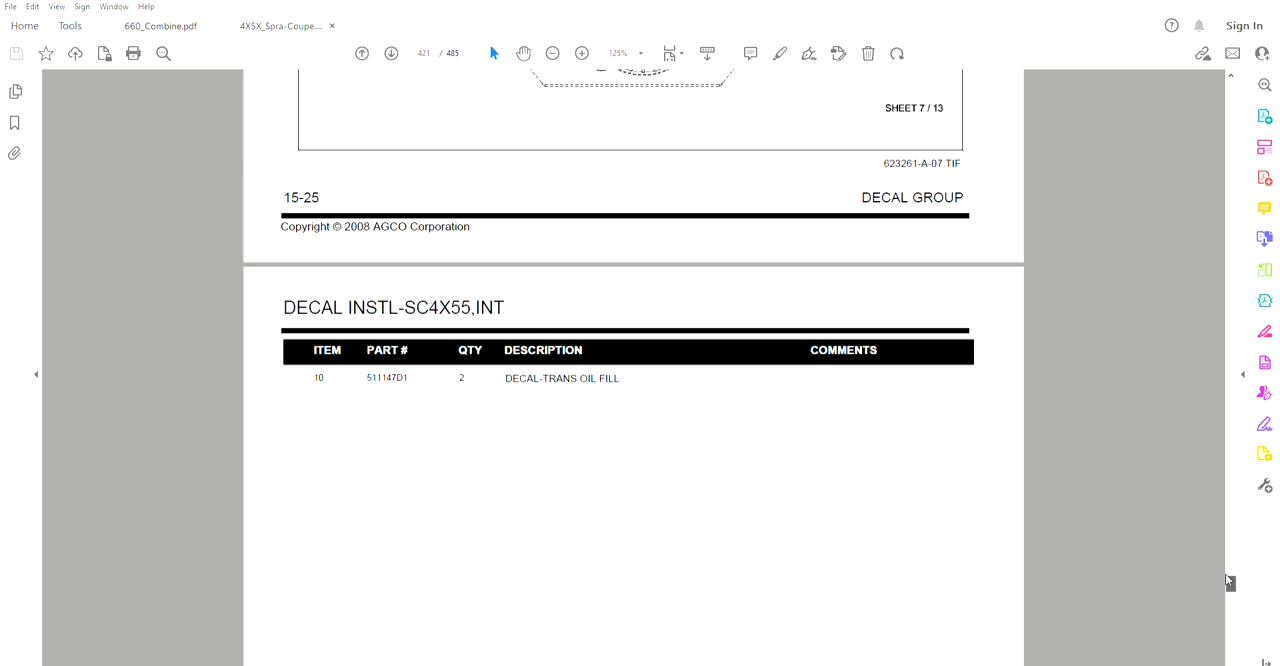 File Edit View Sign Window Help
Home Tools 660_Combine.pdf 4X5X_Spra-Coupe.... × Sign In
421 / 485 125%
SHEET 7 / 13
623261-A-07.TIF
15-25 DECAL GROUP
Copyright © 2008 AGCO Corporation
DECAL INSTL-SC4X55,INT
ITEM PART # QTY DESCRIPTION COMMENTS
10 511147D1 2 DECAL-TRANS OIL FILL